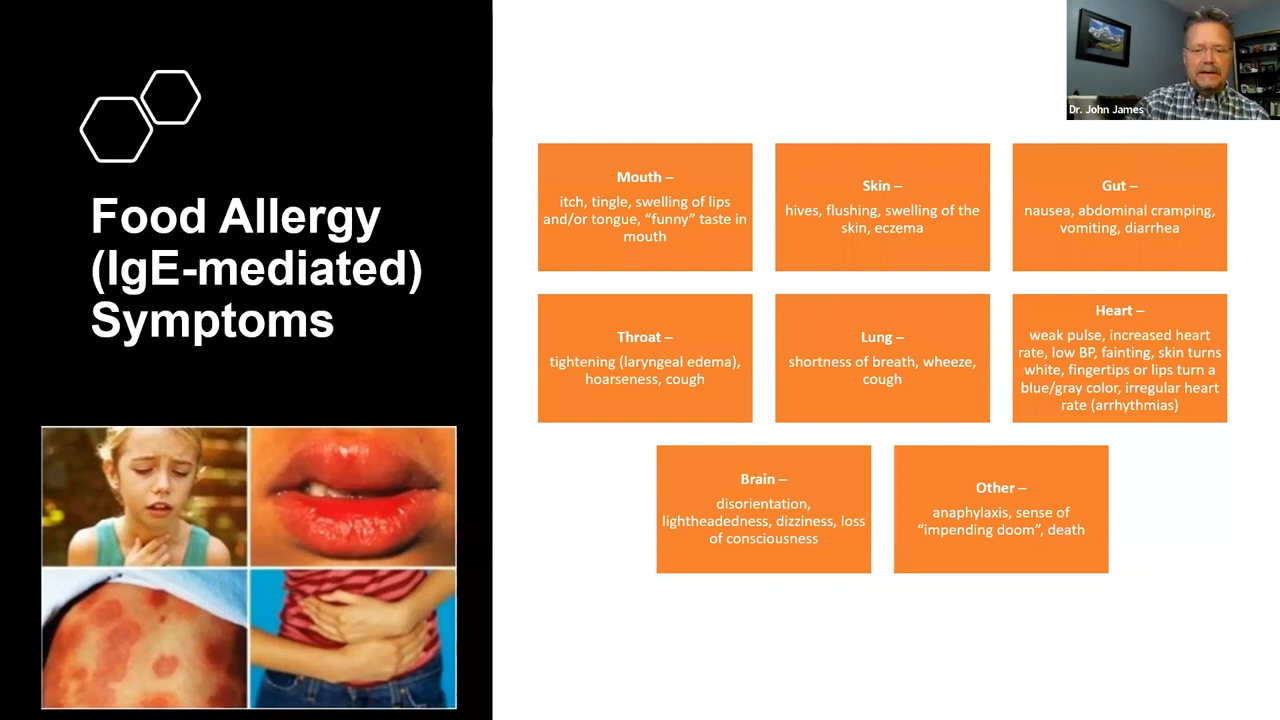 Dr. John James
Food Allergy
(IgE-mediated)
Symptoms
Mouth –
itch, tingle, swelling of lips
and/or tongue, “funny” taste in
mouth
Skin –
hives, flushing, swelling of the
skin, eczema
Gut –
nausea, abdominal cramping,
vomiting, diarrhea
Throat –
tightening (laryngeal edema),
hoarseness, cough
Lung –
shortness of breath, wheeze,
cough
Heart –
weak pulse, increased heart
rate, low BP, fainting, skin turns
white, fingertips or lips turn a
blue/gray color, irregular heart
rate (arrhythmias)
Brain –
disorientation,
lightheadedness, dizziness, loss
of consciousness
Other –
anaphylaxis, sense of
“impending doom”, death